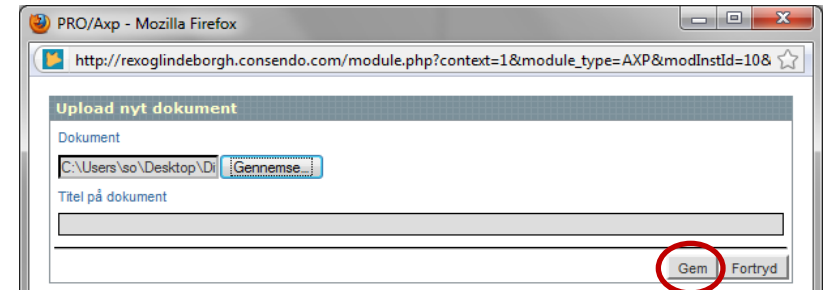 PRO/Axp - Mozilla Firefox
http://rexoglindeborgh.consendo.com/module.php?context=1&module_type=AXP&modInstId=10&
Upload nyt dokument
Dokument
C:\Users\so\Desktop\Di Gennemse...
Titel på dokument
Gem Fortryd